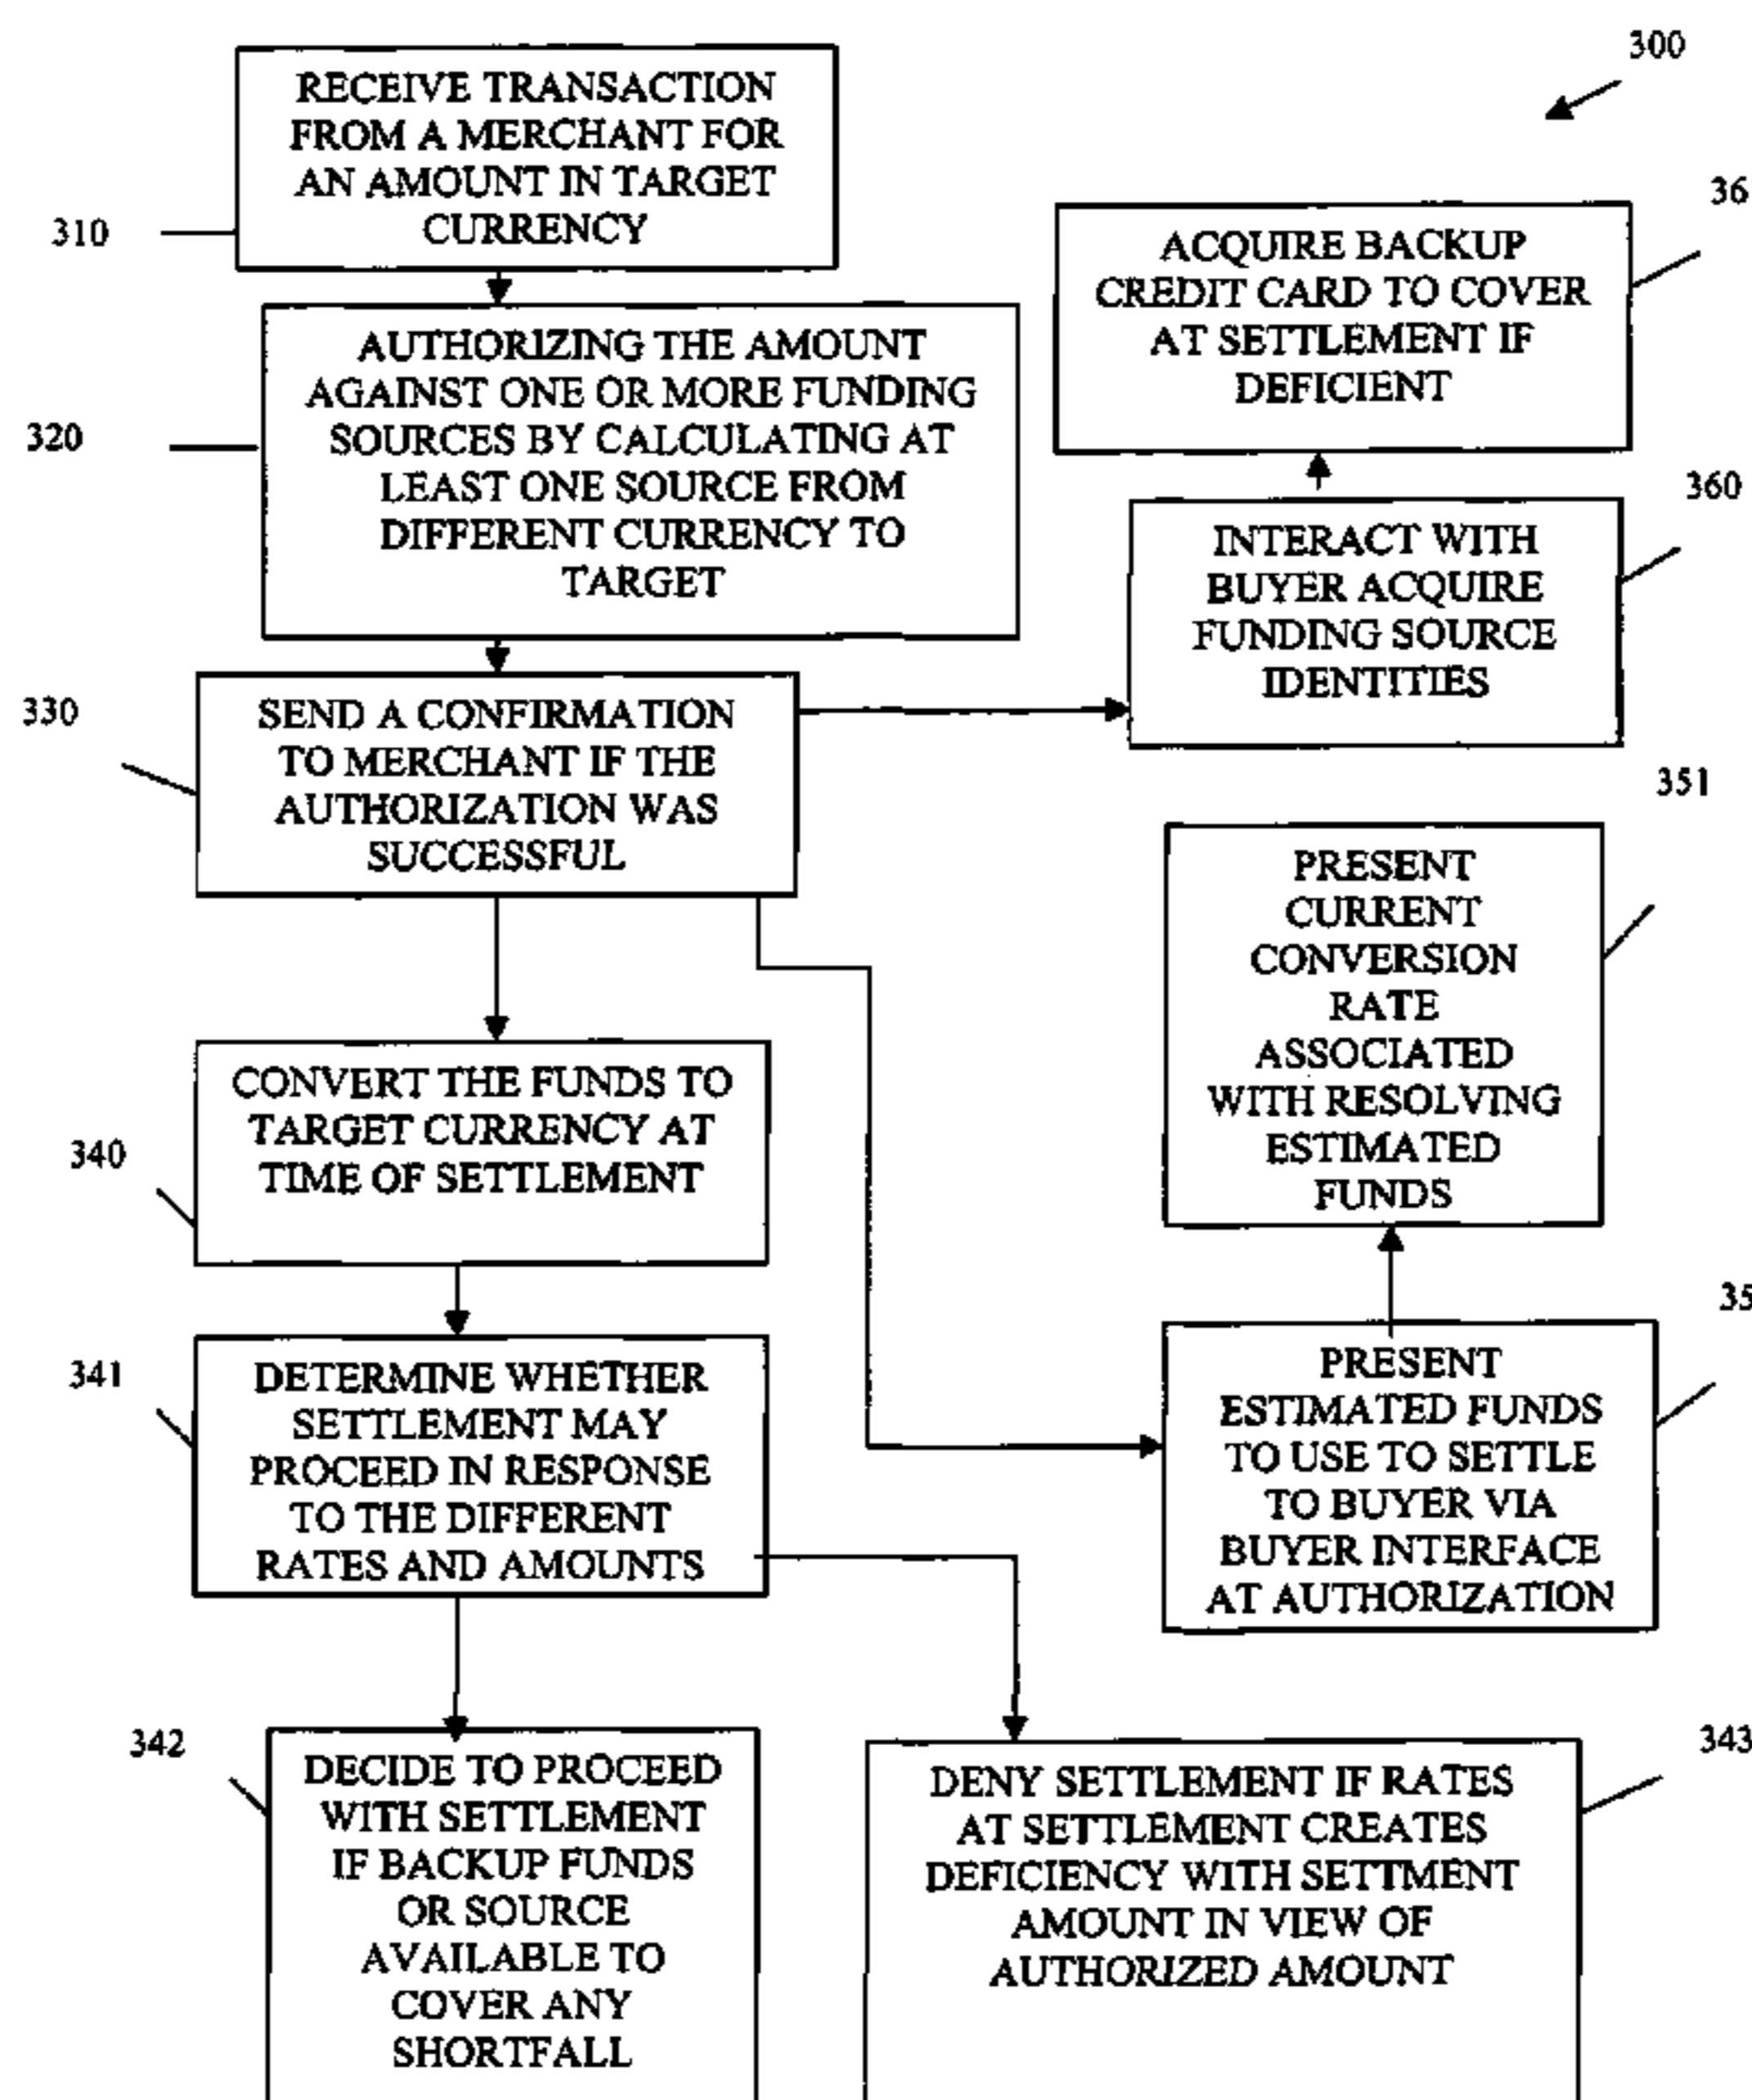 300
RECEIVE TRANSACTION
FROM A MERCHANT FOR
AN AMOUNT IN TARGET
CURRENCY
310
36
ACQUIRE BACKUP
CREDIT CARD TO COVER
AT SETTLEMENT IF
DEFICIENT
AUTHORIZING THE AMOUNT
AGAINST ONE OR MORE FUNDING
SOURCES BY CALCULATING AT
LEAST ONE SOURCE FROM
DIFFERENT CURRENCY TO
TARGET
320
360
INTERACT WITH
BUYER ACQUIRE
FUNDING SOURCE
IDENTITIES
330
SEND A CONFIRMATION
TO MERCHANT IF THE
AUTHORIZATION WAS
SUCCESSFUL
351
PRESENT
CURRENT
CONVERSION
RATE
ASSOCIATED
WITH RESOLVING
ESTIMATED
FUNDS
CONVERT THE FUNDS TO
TARGET CURRENCY AT
TIME OF SETTLEMENT
340
35
PRESENT
ESTIMATED FUNDS
TO USE TO SETTLE
TO BUYER VIA
BUYER INTERFACE
AT AUTHORIZATION
341
DETERMINE WHETHER
SETTLEMENT MAY
PROCEED IN RESPONSE
TO THE DIFFERENT
RATES AND AMOUNTS
342
DECIDE TO PROCEED
WITH SETTLEMENT
IF BACKUP FUNDS
OR SOURCE
AVAILABLE TO
COVER ANY
SHORTFALL
343
DENY SETTLEMENT IF RATES
AT SETTLEMENT CREATES
DEFICIENCY WITH SETTMENT
AMOUNT IN VIEW OF
AUTHORIZED AMOUNT